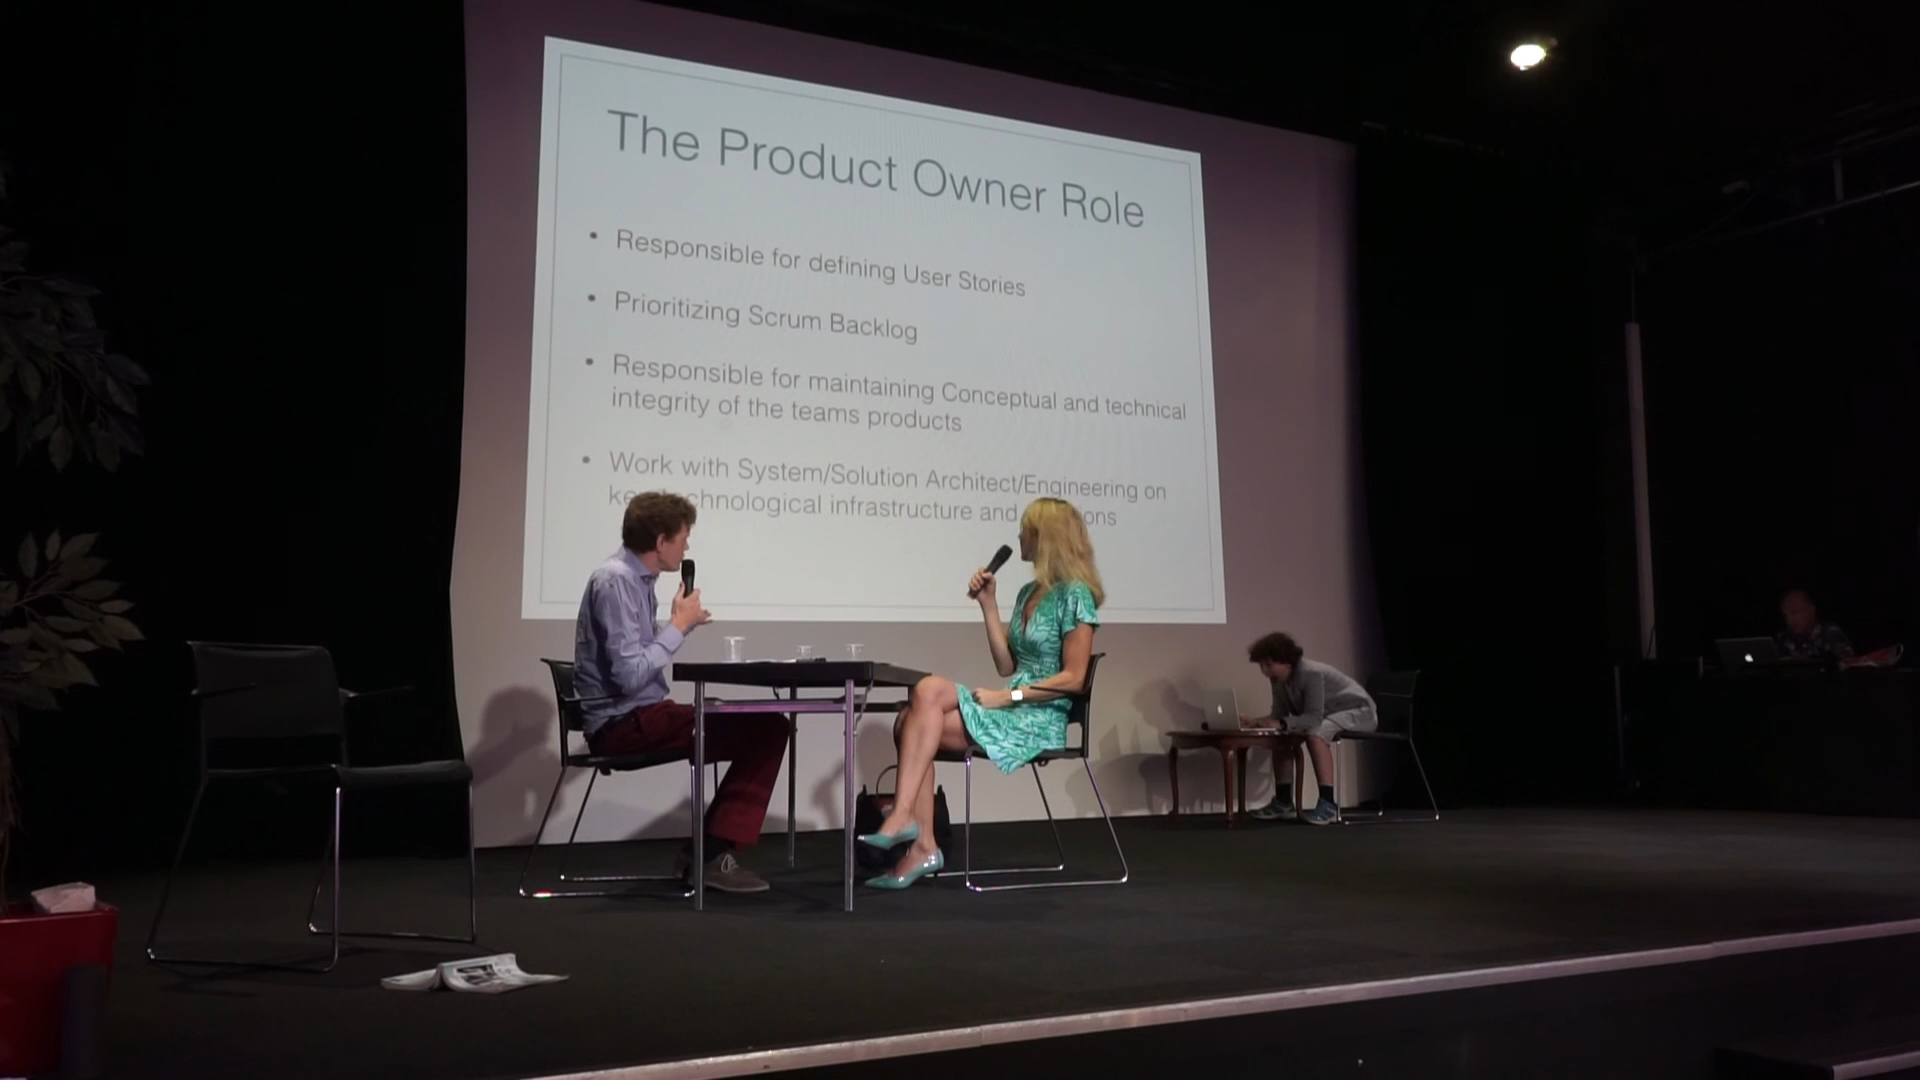 The Product Owner Role
• Responsible for defining User Stories
• Prioritizing Scrum Backlog
• Responsible for maintaining Conceptual and technical
integrity of the teams products
• Work with System/Solution Architect/Engineering on
infrastructure and